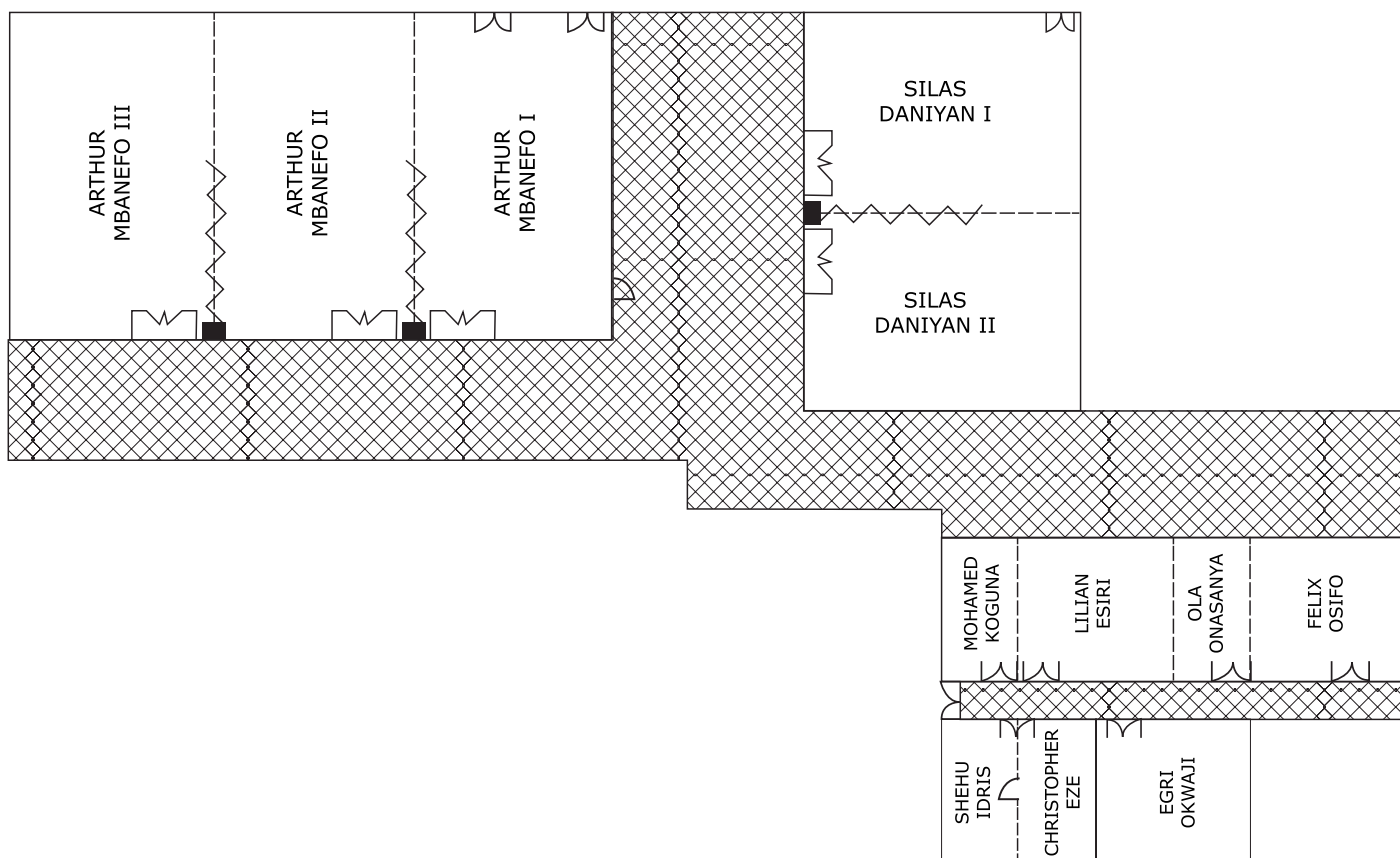 ARTHUR
MBANEFO III
ARTHUR
MBANEFO II
ARTHUR
MBANEFO I
SILAS
DANIYAN I
SILAS
DANIYAN II
MOHAMED
KOGUNA
LILIAN
ESIRI
OLA
ONASANYA
FELIX
OSIFO
SHEHU
IDRIS
CHRISTOPHER
EZE
EGRI
OKWAJI